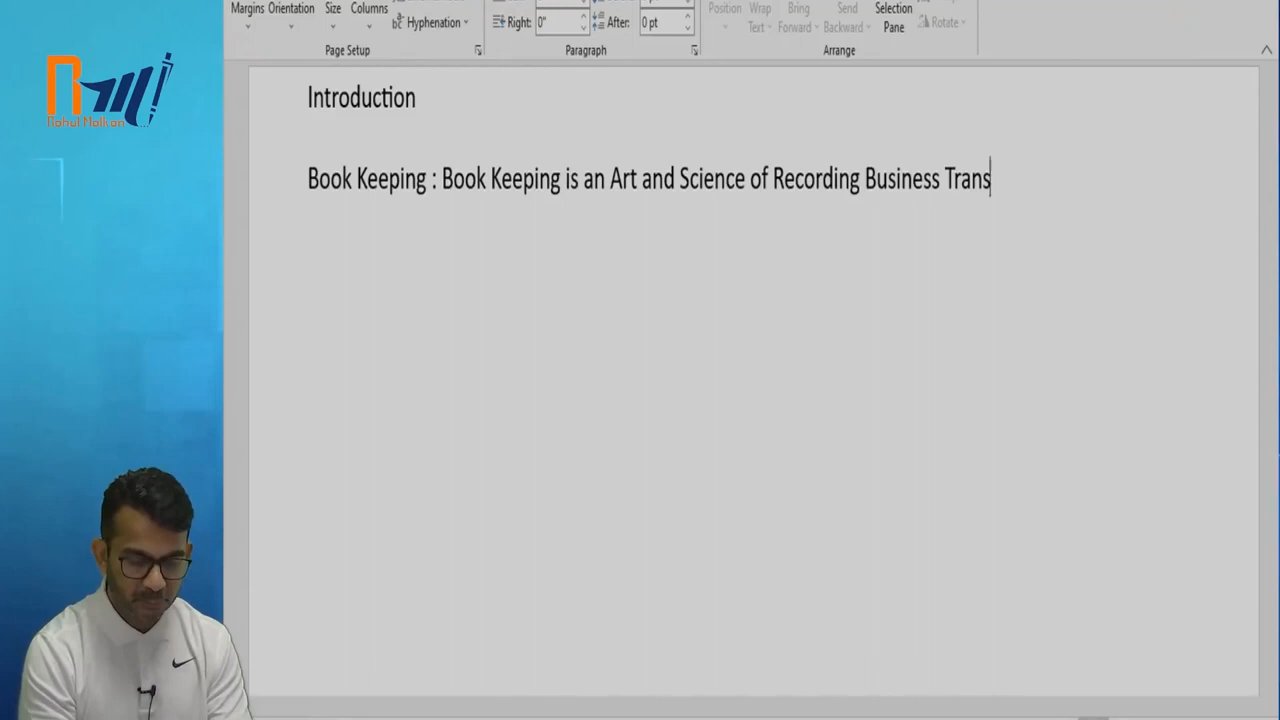 Margins Orientation Size Columns Hyphenation Right: 0" After: 0 pt Position Wrap Text Bring Forward Send Backward Selection Pane Rotate
Page Setup Paragraph Arrange
Rahul Malkan
Introduction
Book Keeping : Book Keeping is an Art and Science of Recording Business Trans